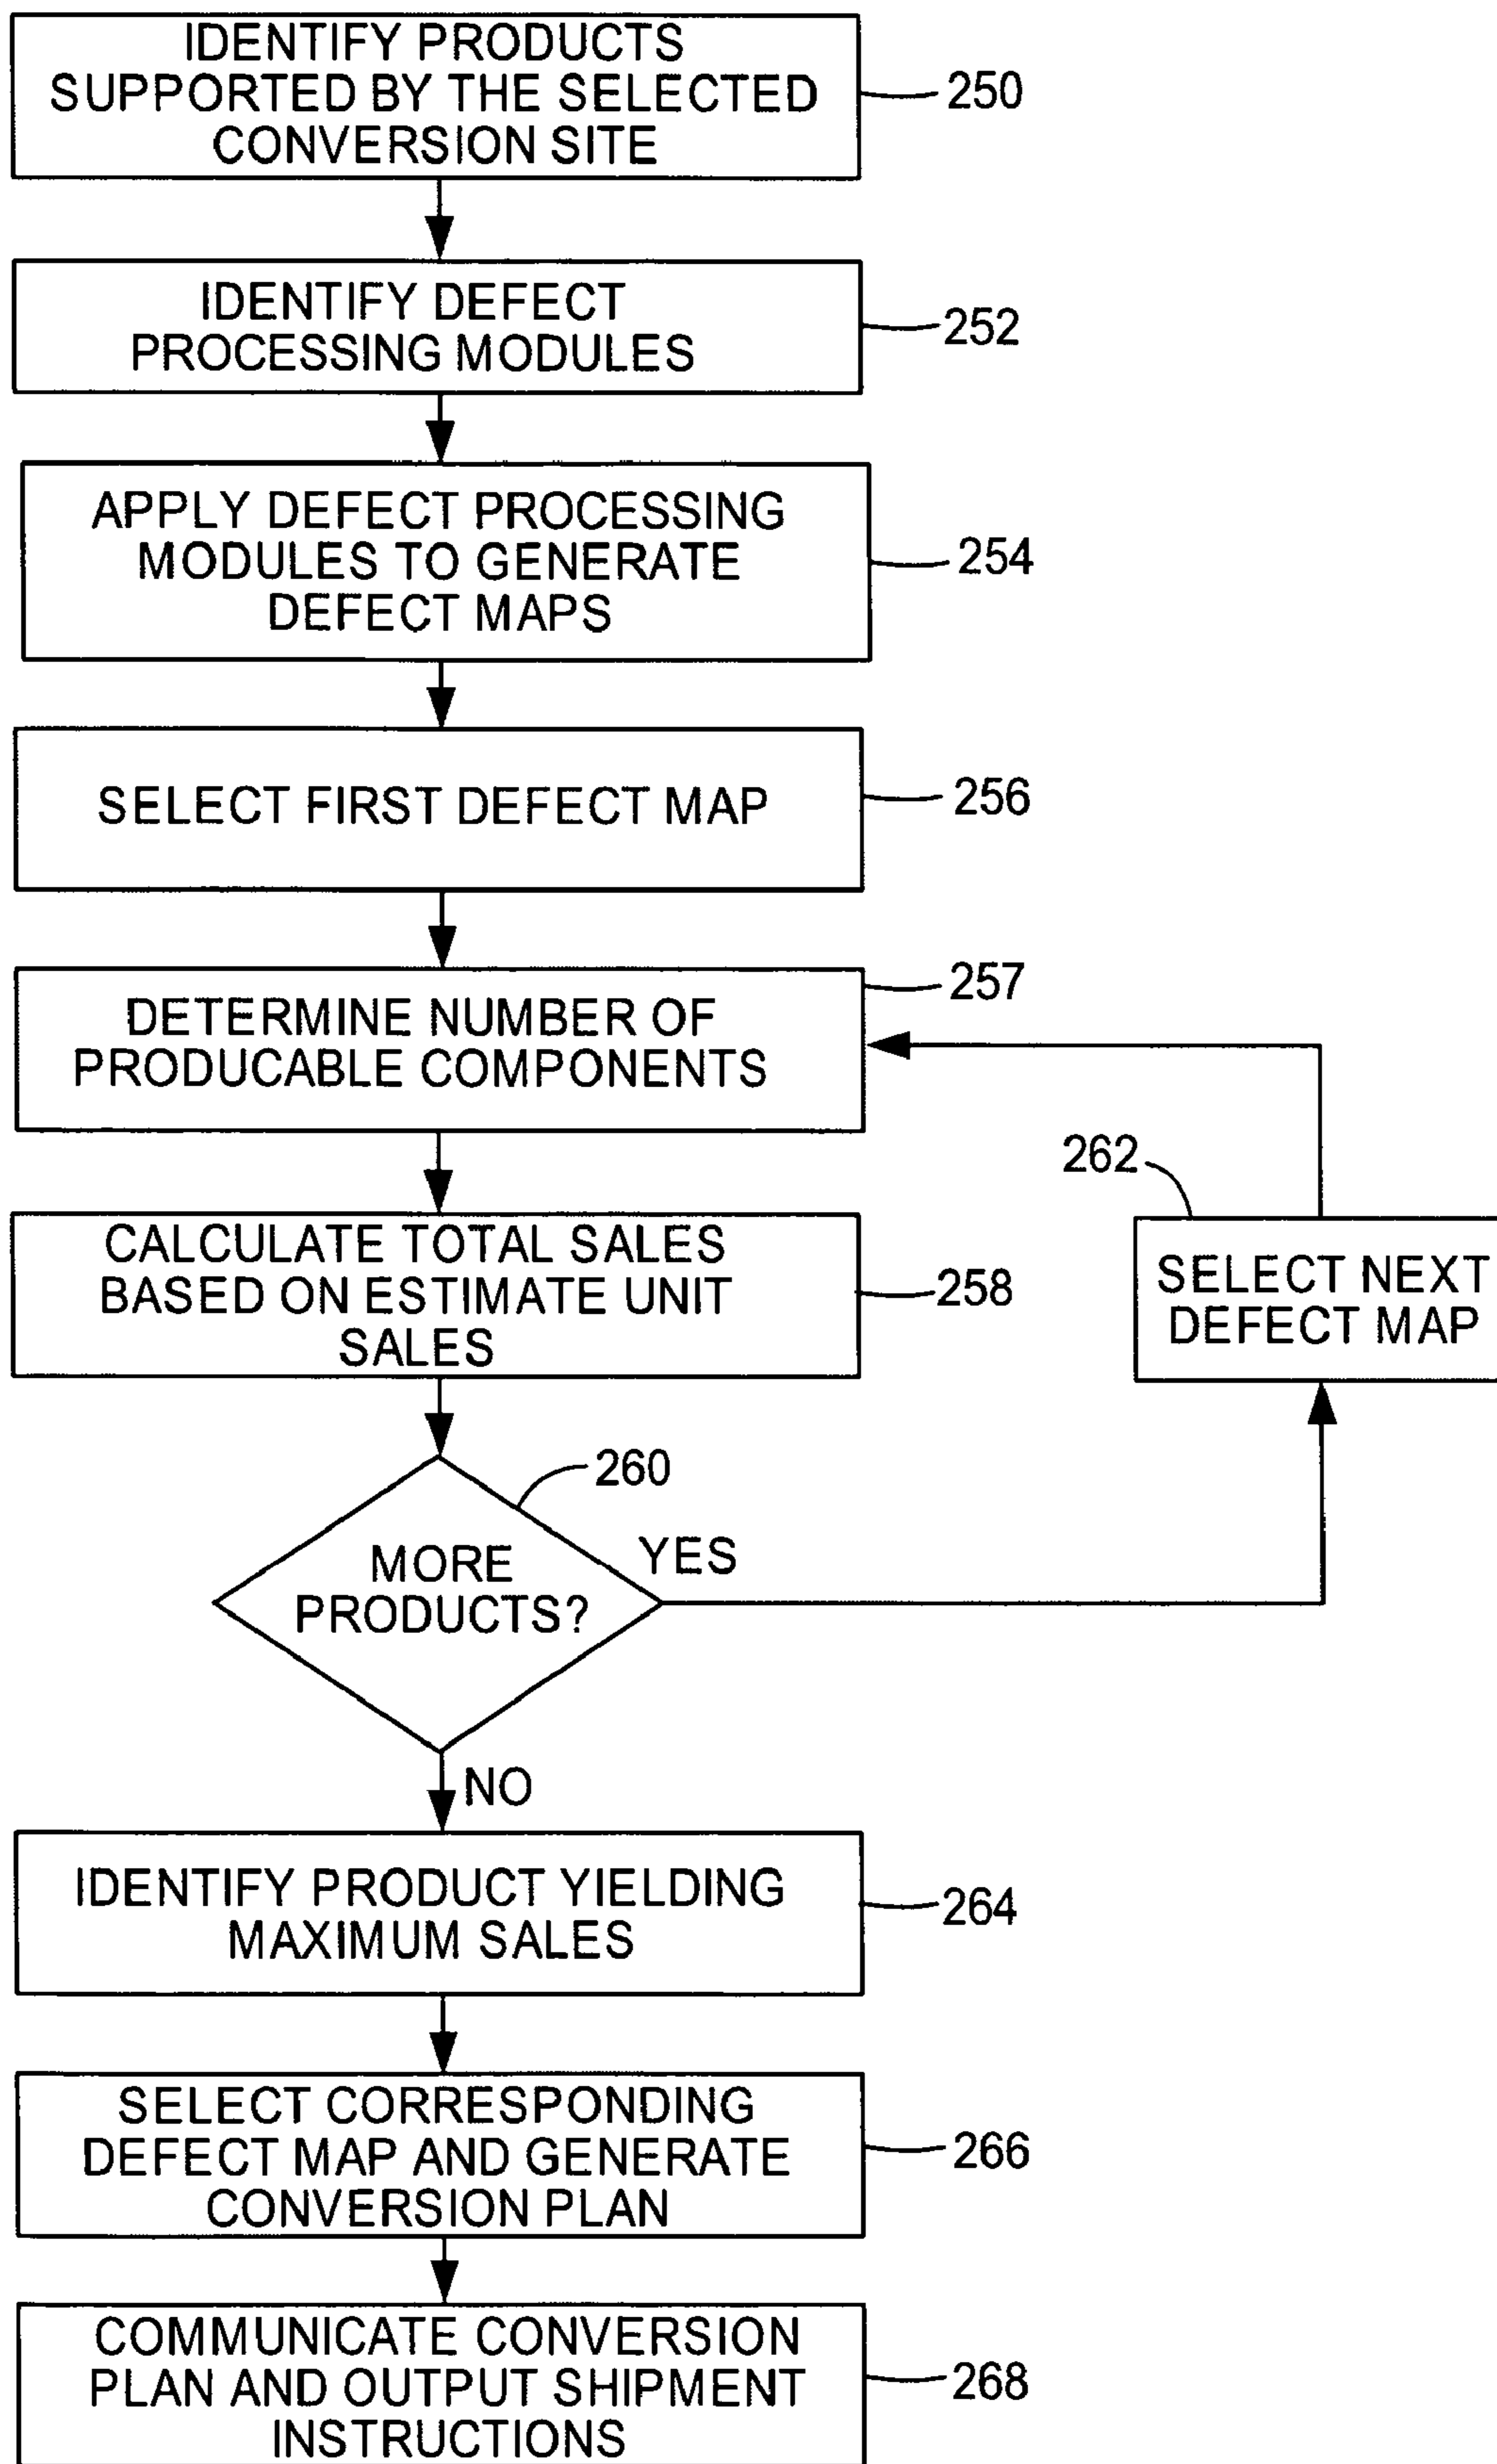 IDENTIFY PRODUCTS
SUPPORTED BY THE SELECTED
CONVERSION SITE
250
IDENTIFY DEFECT
PROCESSING MODULES
252
APPLY DEFECT PROCESSING
MODULES TO GENERATE
DEFECT MAPS
254
SELECT FIRST DEFECT MAP
256
DETERMINE NUMBER OF
PRODUCABLE COMPONENTS
257
CALCULATE TOTAL SALES
BASED ON ESTIMATE UNIT
SALES
258
262
SELECT NEXT
DEFECT MAP
260
MORE
PRODUCTS?
YES
NO
IDENTIFY PRODUCT YIELDING
MAXIMUM SALES
264
SELECT CORRESPONDING
DEFECT MAP AND GENERATE
CONVERSION PLAN
266
COMMUNICATE CONVERSION
PLAN AND OUTPUT SHIPMENT
INSTRUCTIONS
268